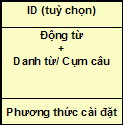 ID (tuỳ chọn)
Động từ
+
Danh từ/ Cụm câu
Phương thức cài đặt